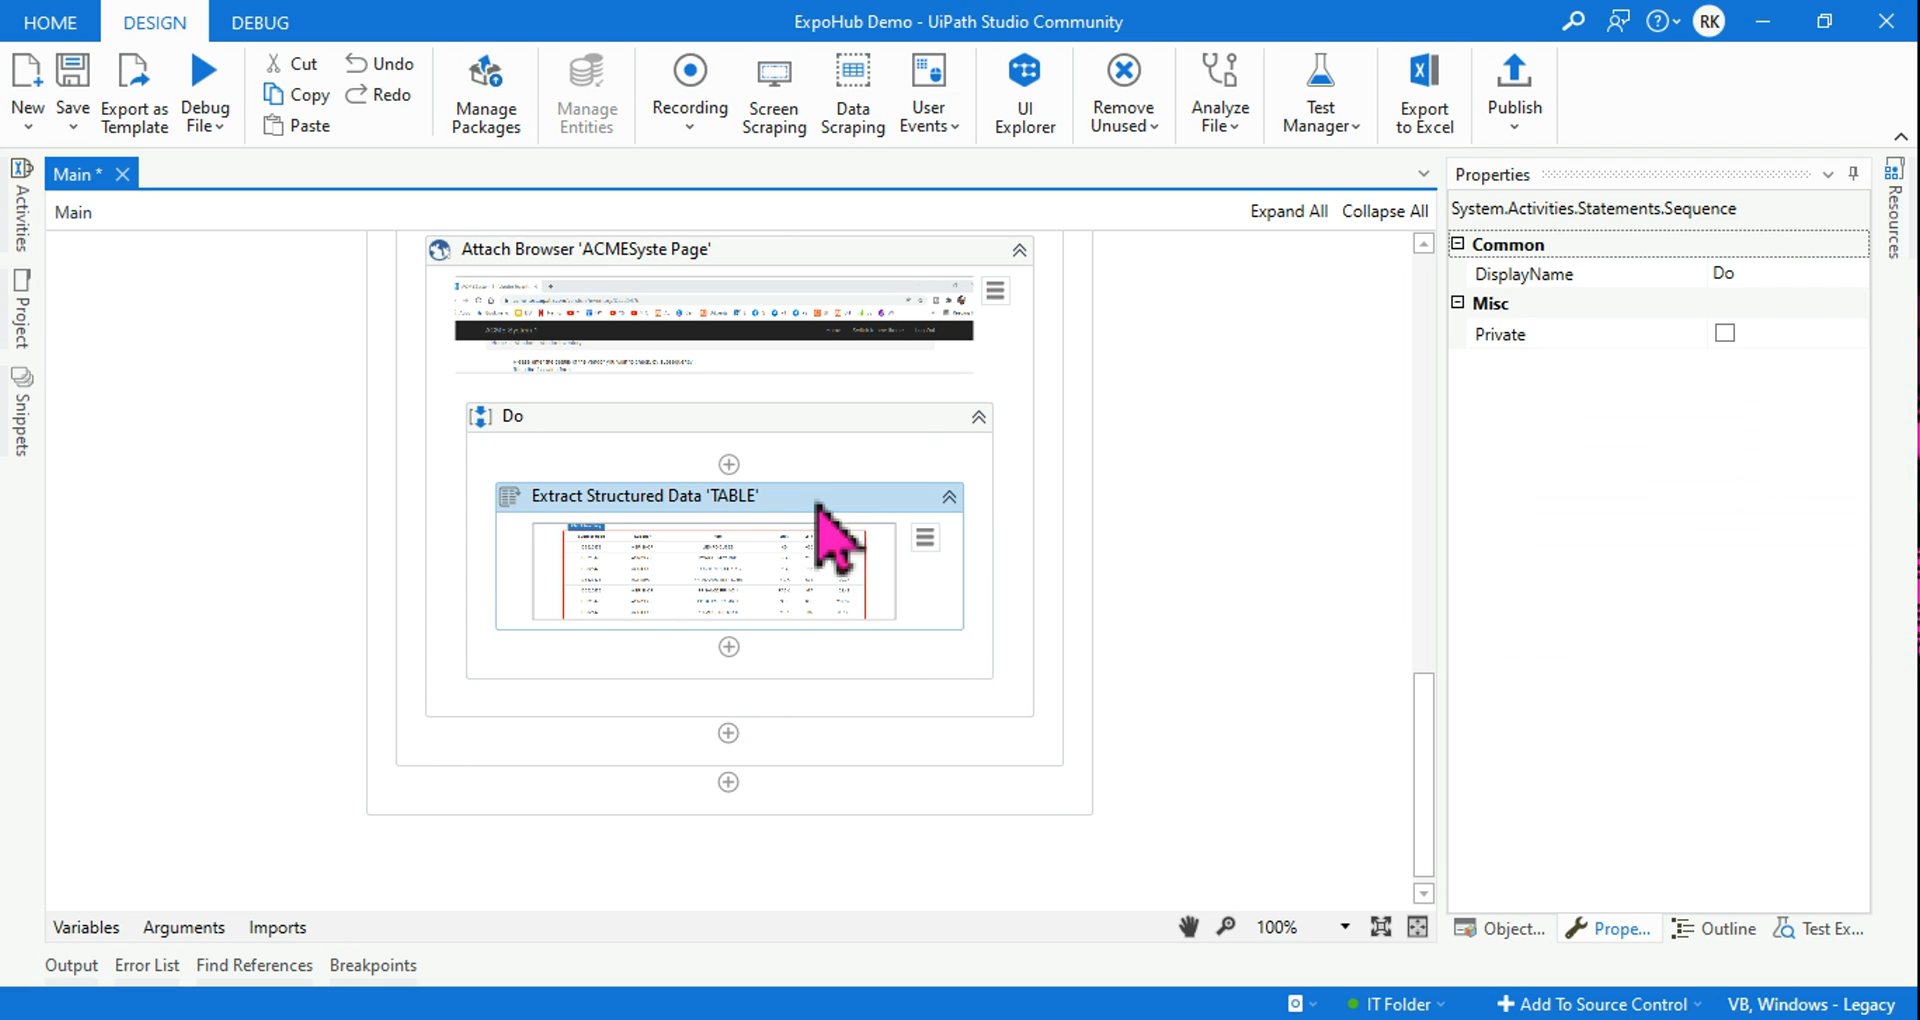 HOME DESIGN DEBUG ExpoHub Demo - UiPath Studio Community RK
New Save Export as Template Debug File Cut Copy Paste Undo Redo Manage Packages Manage Entities Recording Screen Scraping Data Scraping User Events UI Explorer Remove Unused Analyze File Test Manager Export to Excel Publish
Main *
Main Expand All Collapse All
Activities
Project
Snippets
Attach Browser 'ACMESyste Page'
Do
Extract Structured Data 'TABLE'
Properties
System.Activities.Statements.Sequence
Common
DisplayName Do
Misc
Private
Resources
Variables Arguments Imports 100% Object... Prope... Outline Test Ex...
Output Error List Find References Breakpoints
IT Folder Add To Source Control VB, Windows - Legacy